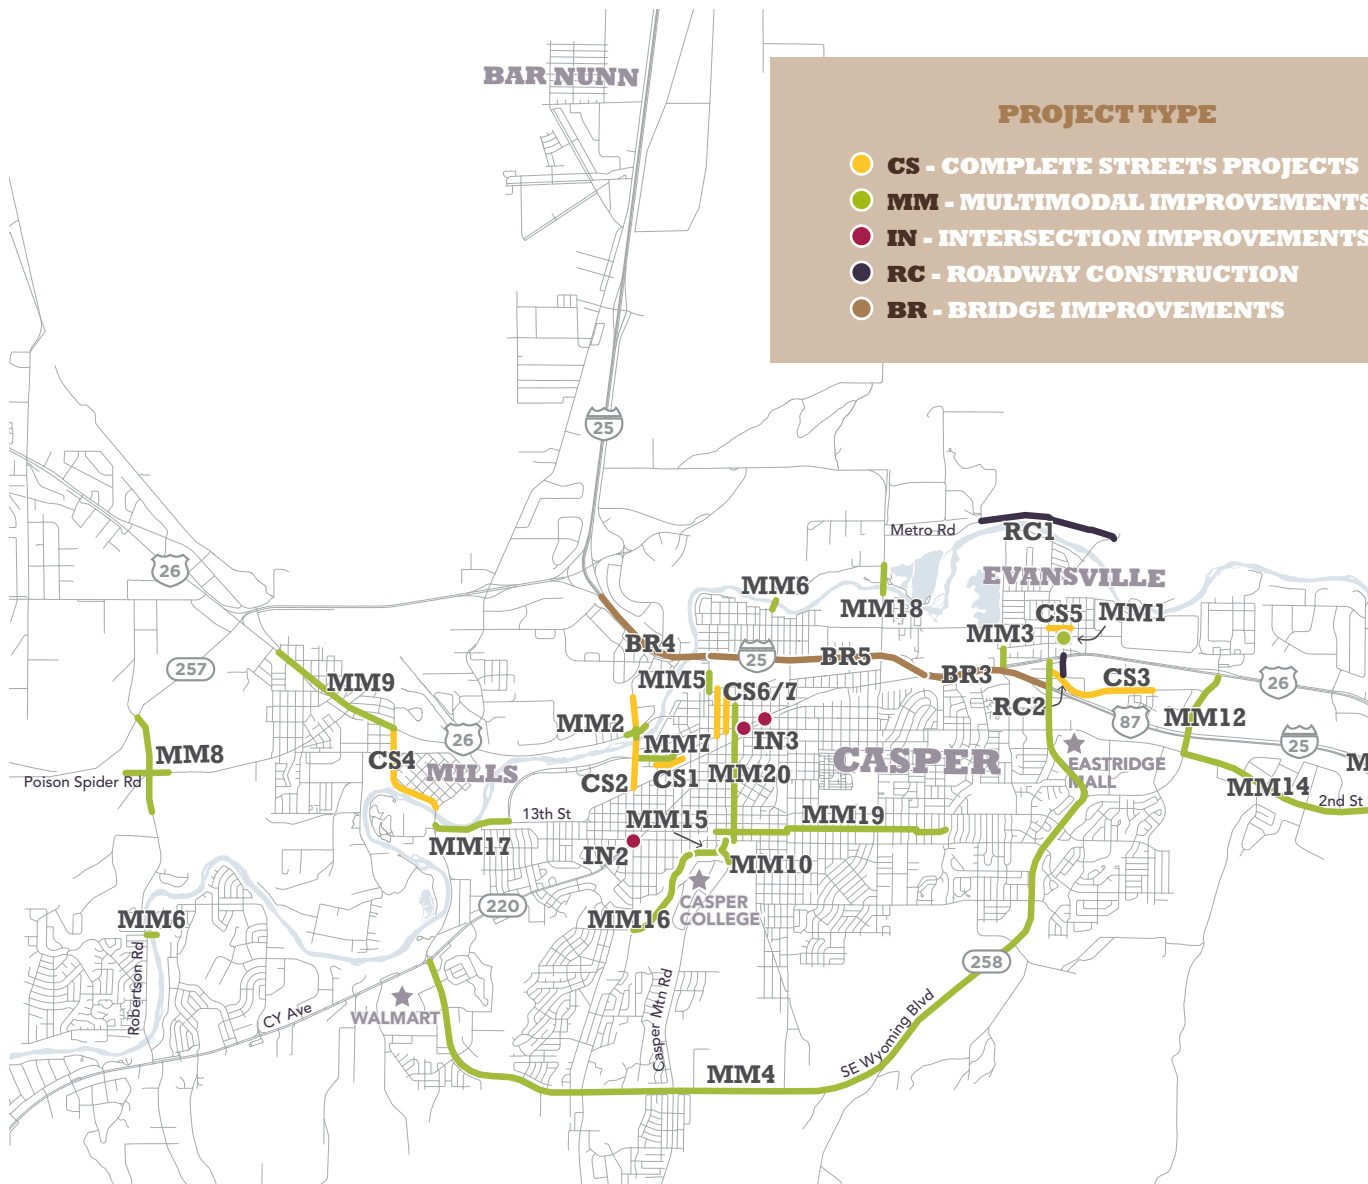 BAR NUNN
PROJECT TYPE
CS - COMPLETE STREETS PROJECTS
MM - MULTIMODAL IMPROVEMENTS
IN - INTERSECTION IMPROVEMENTS
RC - ROADWAY CONSTRUCTION
BR - BRIDGE IMPROVEMENTS
25
Metro Rd
RC1
26
EVANSVILLE
MM6
MM18
CS5
MM1
MM3
BR4
25
BR5
257
BR3
MM9
MM5
CS6/7
CS3
26
RC2
87
MM12
MM2
IN3
26
MM7
25
MM8
CS4
CASPER
EASTRIDGE
MALL
M
Poison Spider Rd
MILLS
CS2
CS1
MM20
MM14
2nd St
13th St
MM15
MM19
MM17
IN2
MM10
220
CASPER
COLLEGE
MM6
MM16
258
Robertson Rd
WALMART
CY Ave
Casper Mtn Rd
SE Wyoming Blvd
MM4